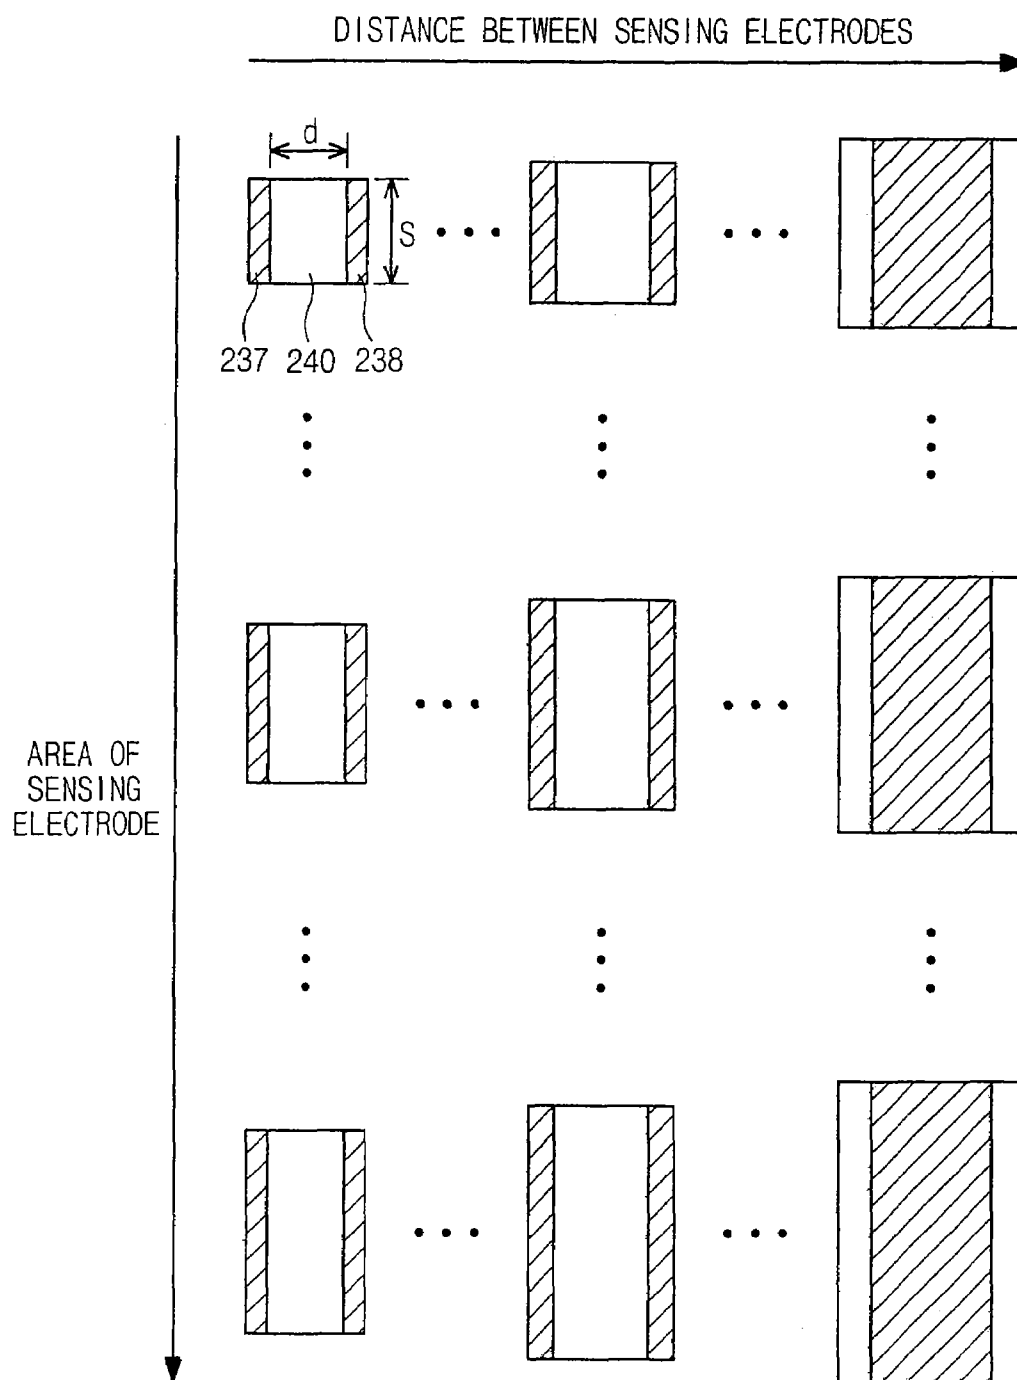 DISTANCE BETWEEN SENSING ELECTRODES
d
S
237 240 238
AREA OF
SENSING
ELECTRODE